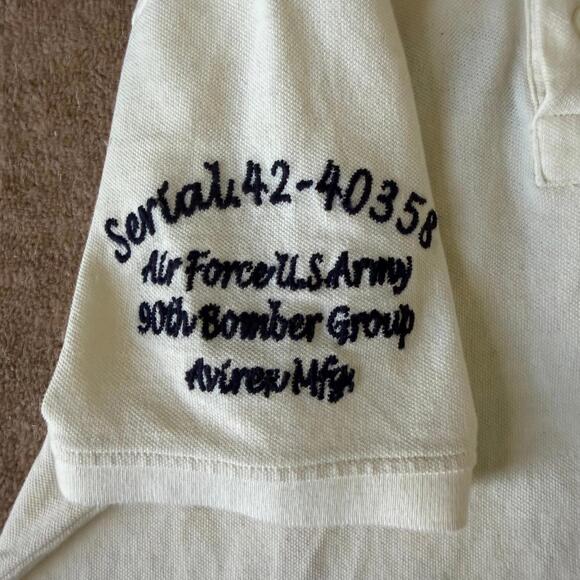 Serial.42-40358
Air Force U.S.Army
90th Bomber Group
Avirex Mfg.